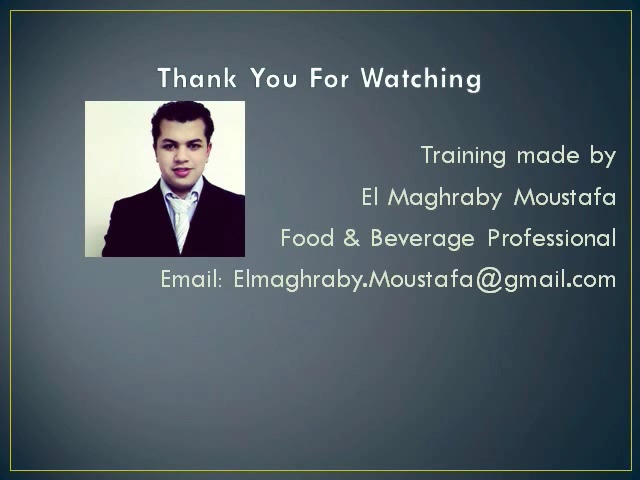 Thank You For Watching
Training made by
El Maghraby Moustafa
Food & Beverage Professional
Email: Elmaghraby.Moustafa@gmail.com